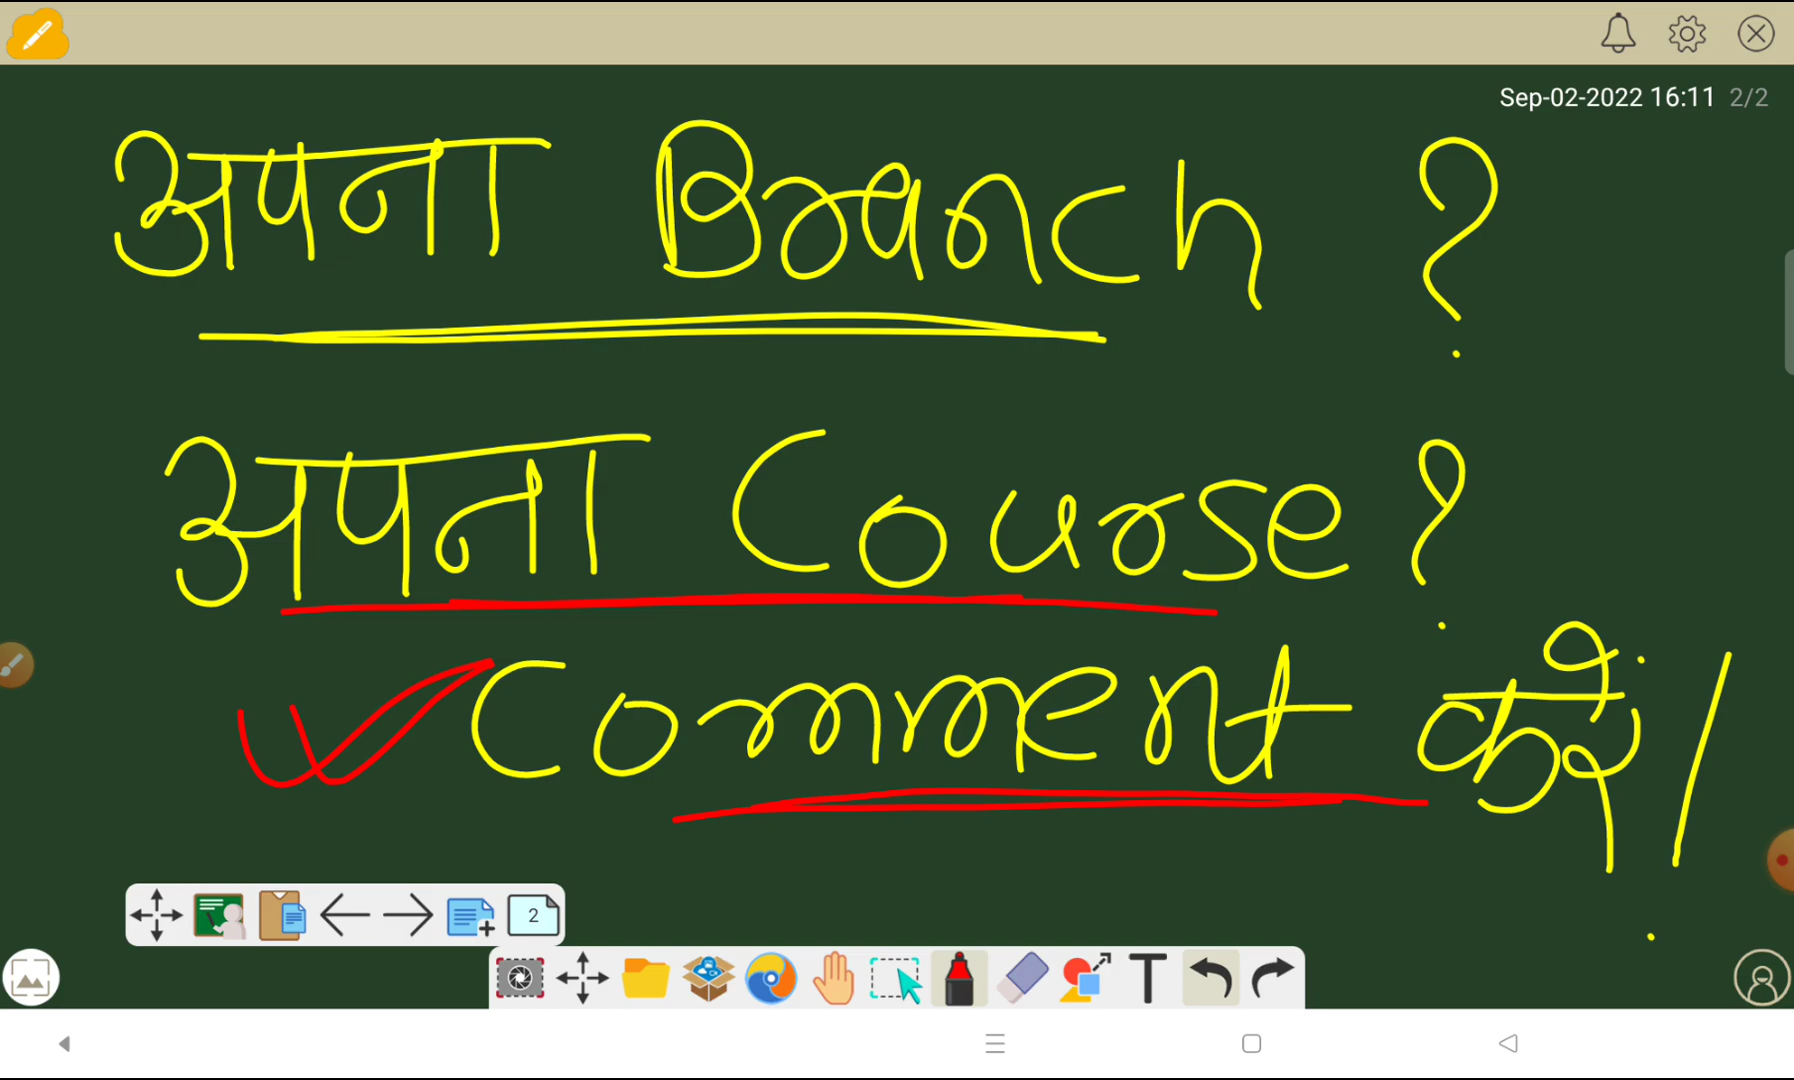 Sep-02-2022 16:11 2/2
अपना Branch ?
अपना Course ?
Comment करें।
2